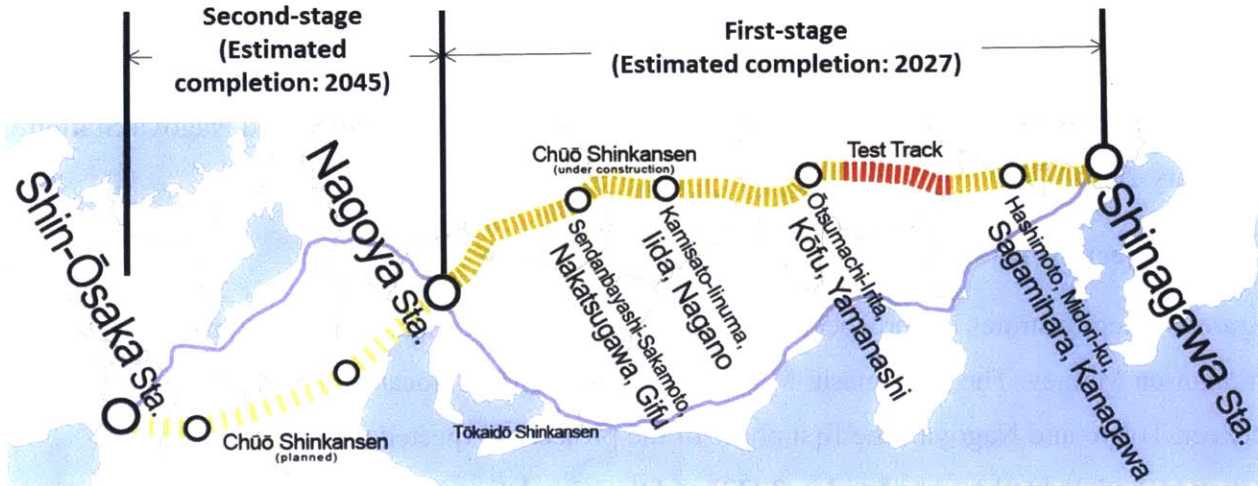 Second-stage
(Estimated
completion: 2045)
First-stage
(Estimated completion: 2027)
Shin-Ōsaka Sta.
Nagoya Sta.
Chūō Shinkansen
(under construction)
Test Track
Sendanbayashi-Sakamoto,
Nakatsugawa, Gifu
Kamisato-Iinuma,
Iida, Nagano
Ōtsumachi-Irita,
Kōfu, Yamanashi
Hashimoto, Midori-ku,
Sagamihara, Kanagawa
Shinagawa Sta.
Chūō Shinkansen
(planned)
Tōkaidō Shinkansen